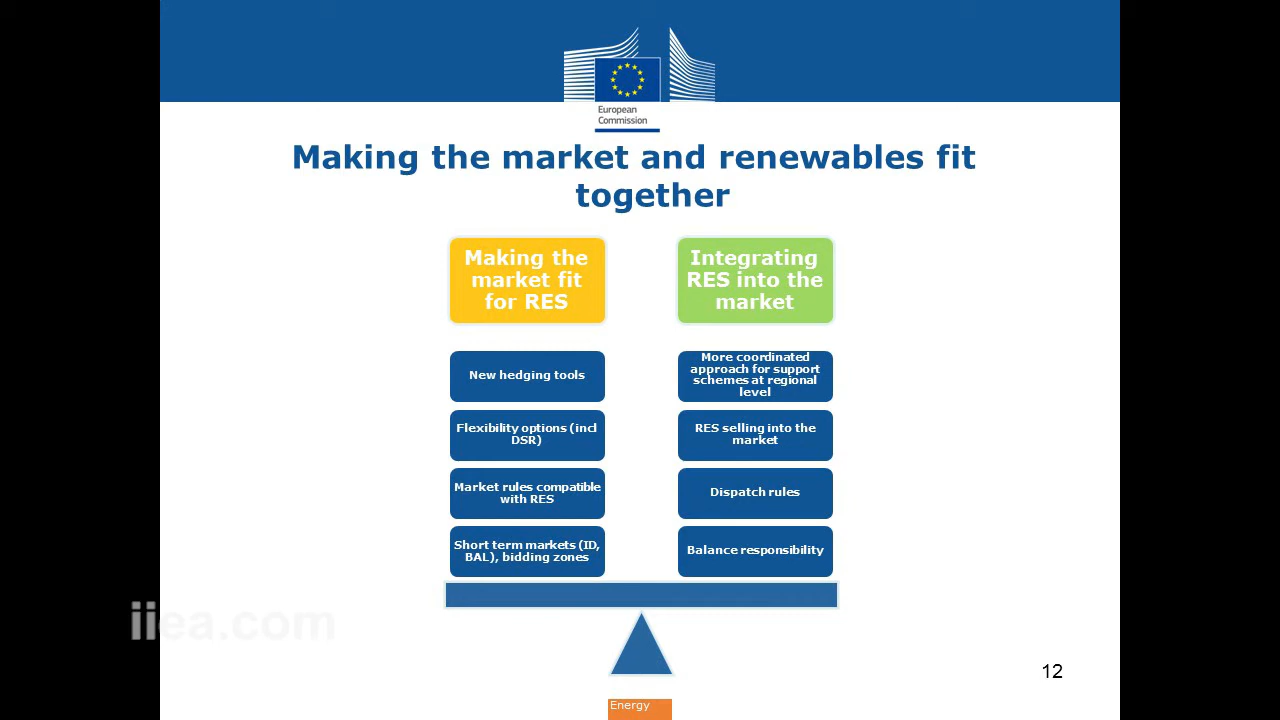 European
Commission
Making the market and renewables fit
together
Making the
market fit
for RES
Integrating
RES into the
market
New hedging tools
More coordinated
approach for support
schemes at regional
level
Flexibility options (incl
DSR)
RES selling into the
market
Market rules compatible
with RES
Dispatch rules
Short term markets (ID,
BAL), bidding zones
Balance responsibility
iiea.com
12
Energy